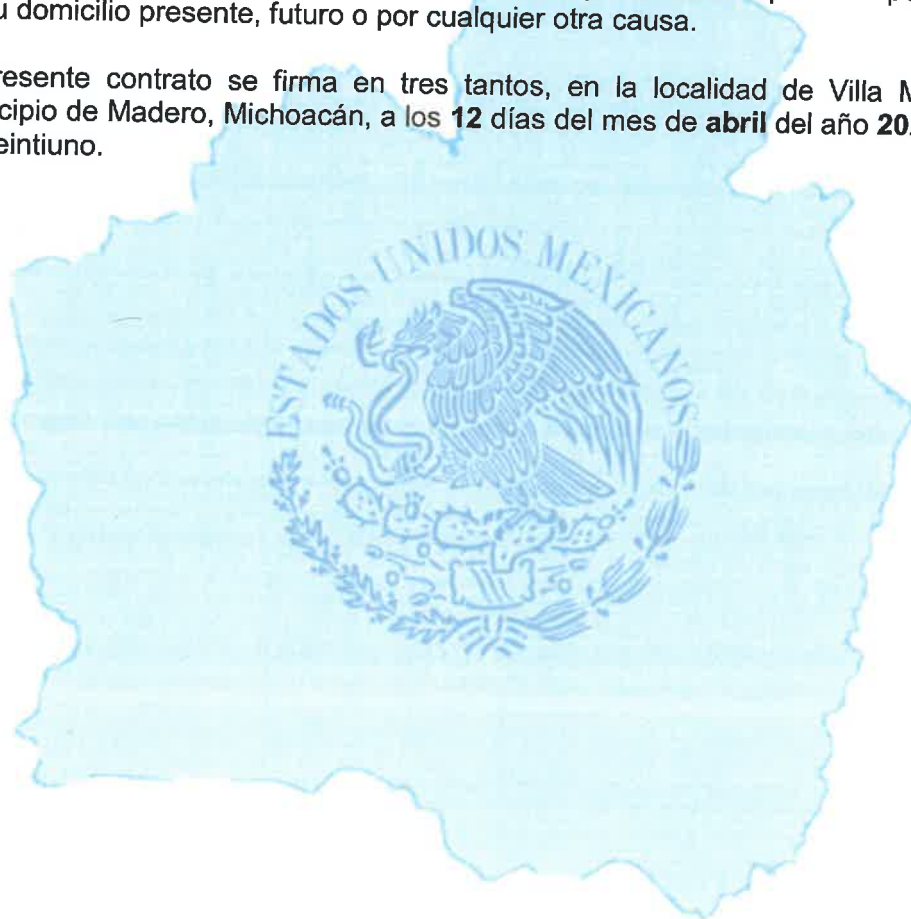 u domicilio presente, futuro o por cualquier otra causa.
resente contrato se firma en tres tantos, en la localidad de Villa M
cipio de Madero, Michoacán, a los 12 días del mes de abril del año 20
eintiuno.
ESTADOS UNIDOS MEXICANOS